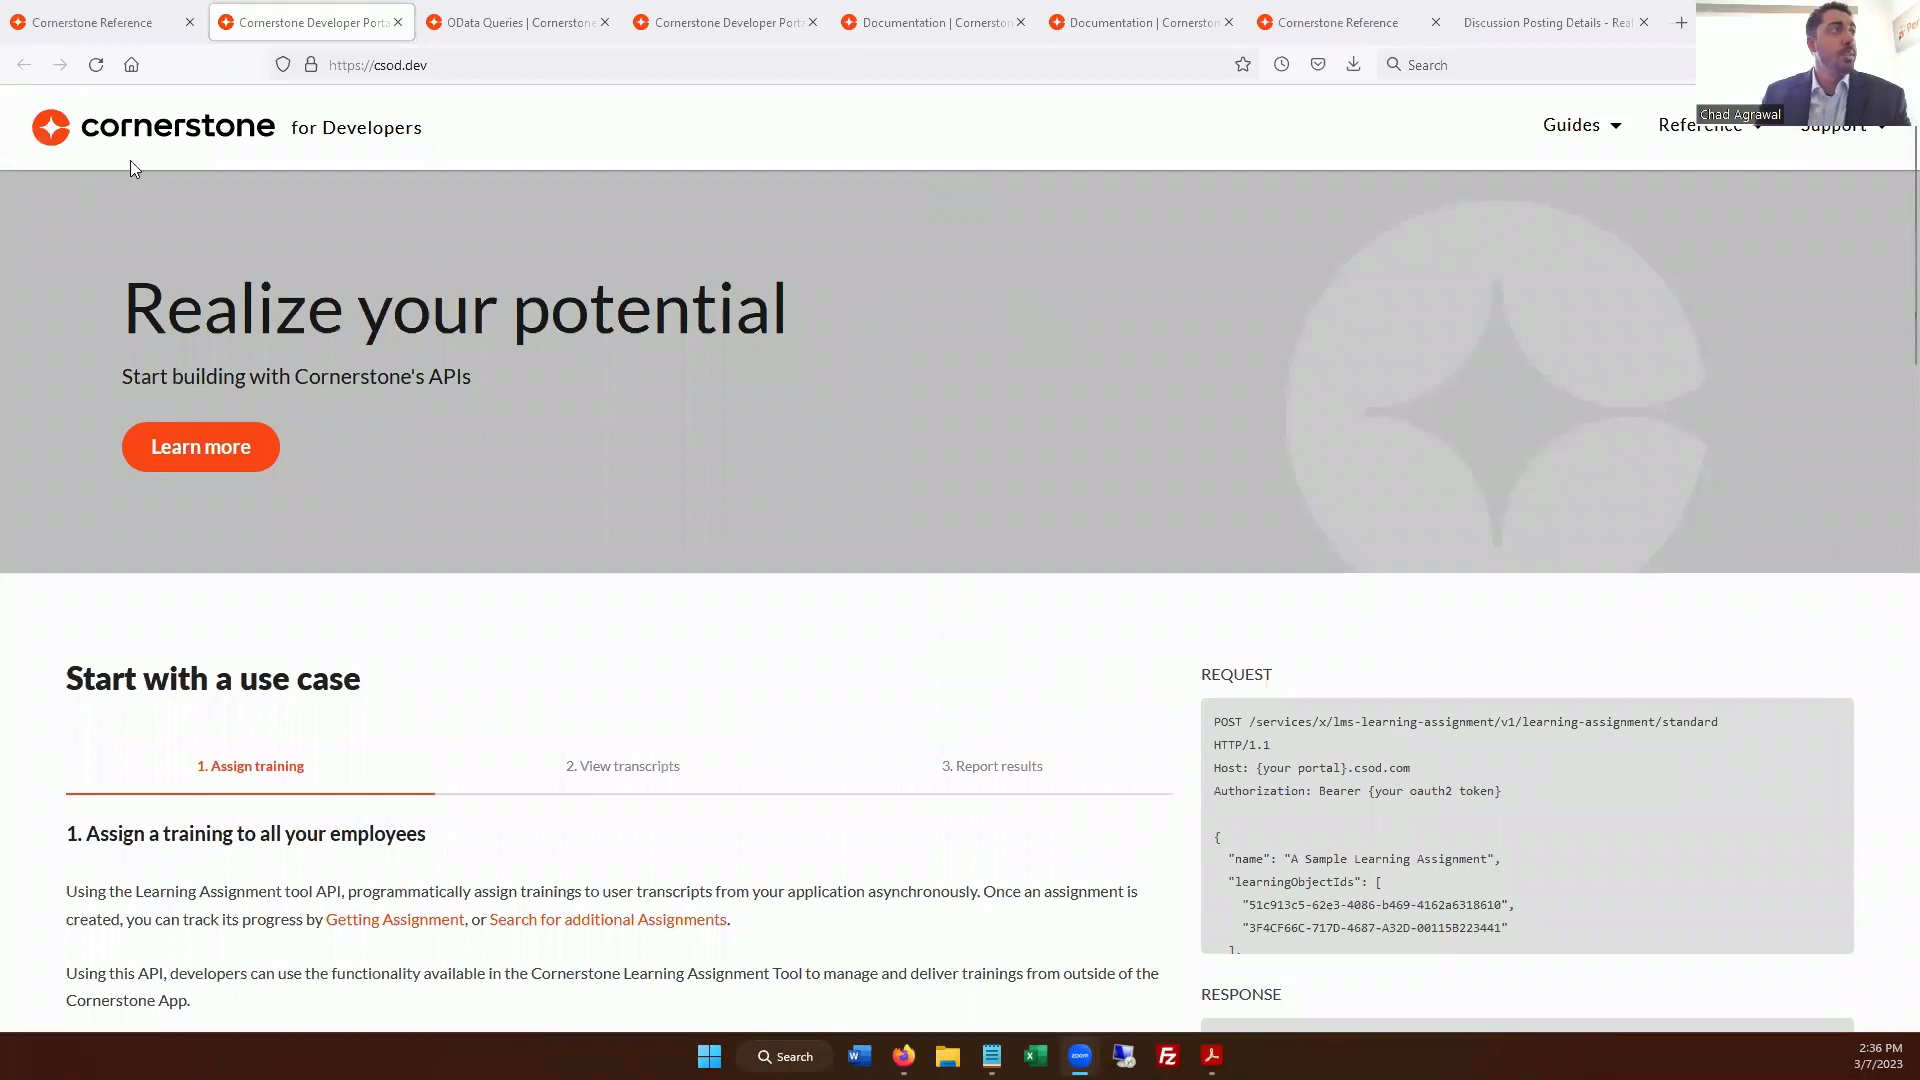 Cornerstone Reference
Cornerstone Developer Porta
OData Queries | Cornerstone
Cornerstone Developer Porta
Documentation | Cornerston
Documentation | Cornerston
Cornerstone Reference
Discussion Posting Details - Real
https://csod.dev
Search
Chad Agrawal
cornerstone for Developers
Guides
Reference
Support
Realize your potential
Start building with Cornerstone's APIs
Learn more
Start with a use case
1. Assign training
2. View transcripts
3. Report results
1. Assign a training to all your employees
Using the Learning Assignment tool API, programmatically assign trainings to user transcripts from your application asynchronously. Once an assignment is
created, you can track its progress by Getting Assignment, or Search for additional Assignments.
Using this API, developers can use the functionality available in the Cornerstone Learning Assignment Tool to manage and deliver trainings from outside of the
Cornerstone App.
REQUEST
POST /services/x/lms-learning-assignment/v1/learning-assignment/standard
HTTP/1.1
Host: {your portal}.csod.com
Authorization: Bearer {your oauth2 token}
{
"name": "A Sample Learning Assignment",
"learningObjectIds": [
"51c913c5-62e3-4086-b469-4162a6318610",
"3F4CF66C-717D-4687-A32D-00115B223441"
],
RESPONSE
Search
zoom
2:36 PM
3/7/2023